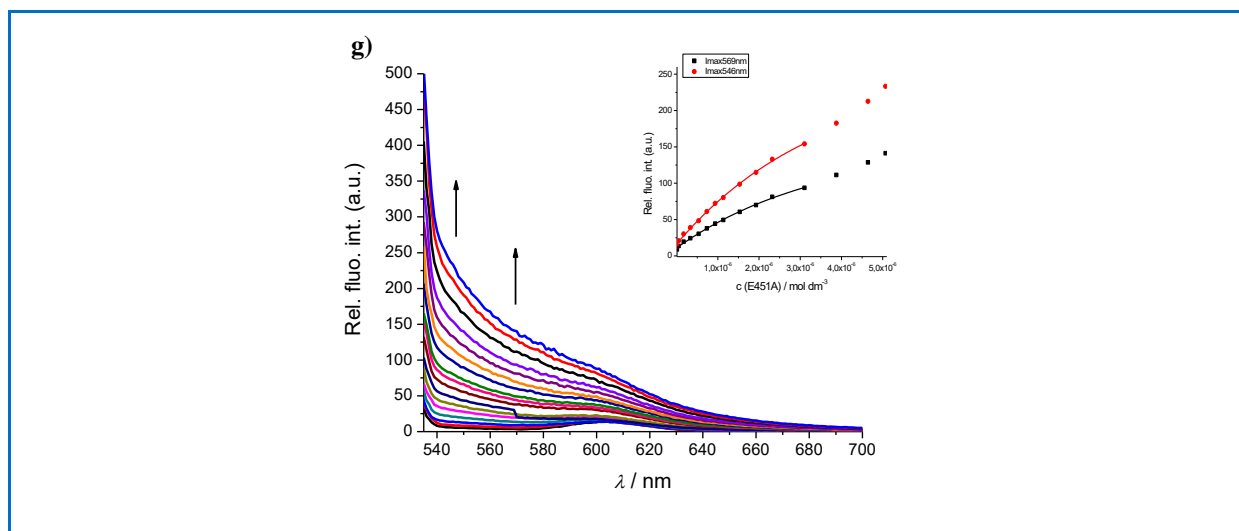 g)
Rel. fluo. int. (a.u.)
500
450
400
350
300
250
200
150
100
50
0
540 560 580 600 620 640 660 680 700
λ / nm
Imax569nm
Imax546nm
Rel. fluo. int. (a.u.)
250
200
150
100
50
0
1,0x10⁻⁶ 2,0x10⁻⁶ 3,0x10⁻⁶ 4,0x10⁻⁶ 5,0x10⁻⁶
c (E451A) / mol dm⁻³